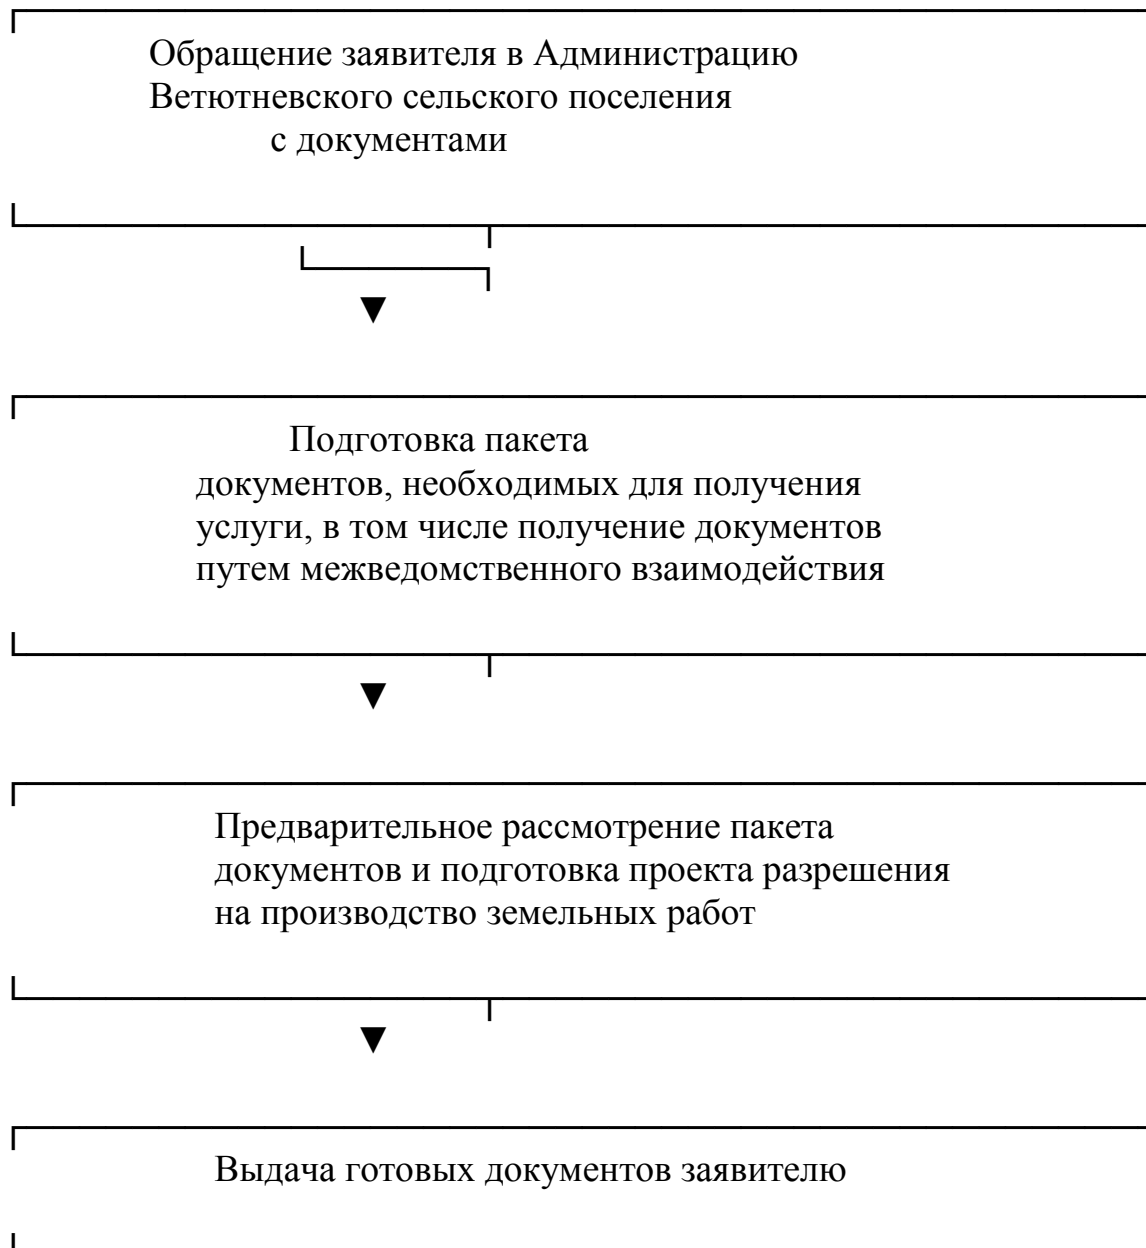 Обращение заявителя в Администрацию
Ветютневского сельского поселения
с документами
Подготовка пакета
документов, необходимых для получения
услуги, в том числе получение документов
путем межведомственного взаимодействия
Предварительное рассмотрение пакета
документов и подготовка проекта разрешения
на производство земельных работ
Выдача готовых документов заявителю